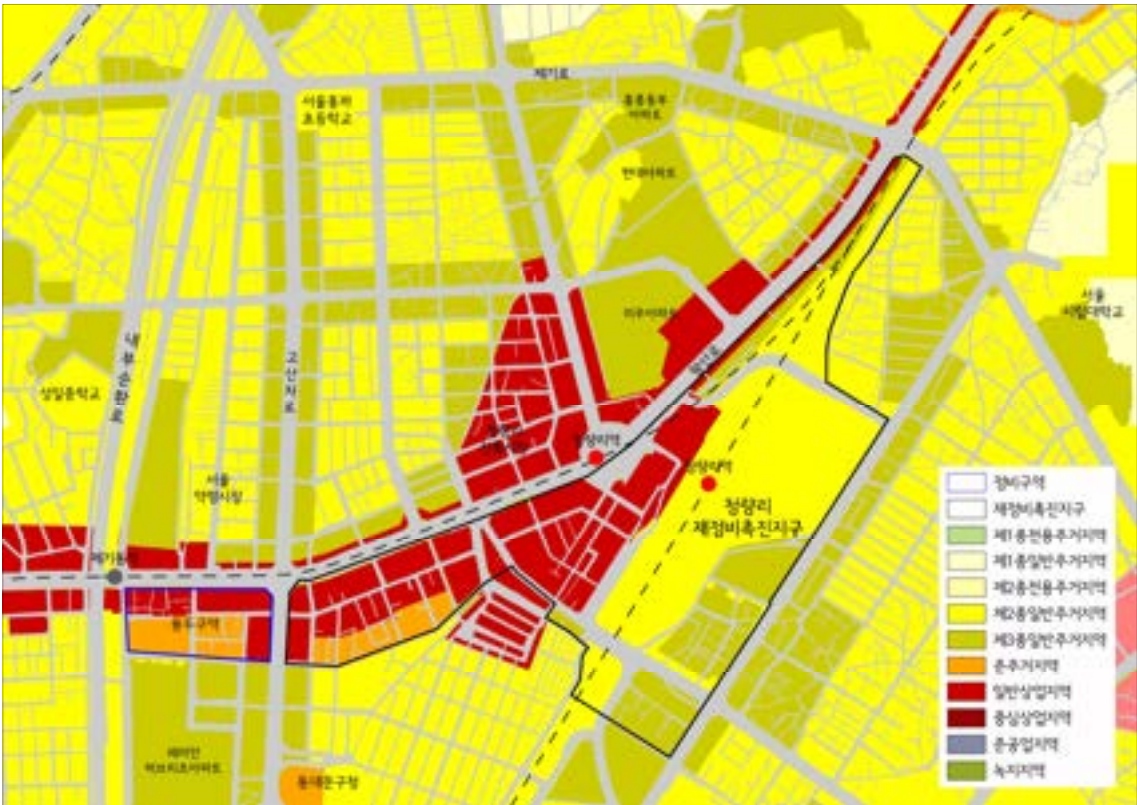 제기로
서울홍파
초등학교
홍릉동부
아파트
현대아파트
미주아파트
서울
시립대학교
내부순환로
고산자로
왕산로
성일중학교
청량리역
청량리역
서울
약령시장
청량리
재정비촉진지구
제기동역
용두구역
래미안
허브리츠아파트
동대문구청
정비구역
재정비촉진지구
제1종전용주거지역
제1종일반주거지역
제2종전용주거지역
제2종일반주거지역
제3종일반주거지역
준주거지역
일반상업지역
중심상업지역
준공업지역
녹지지역